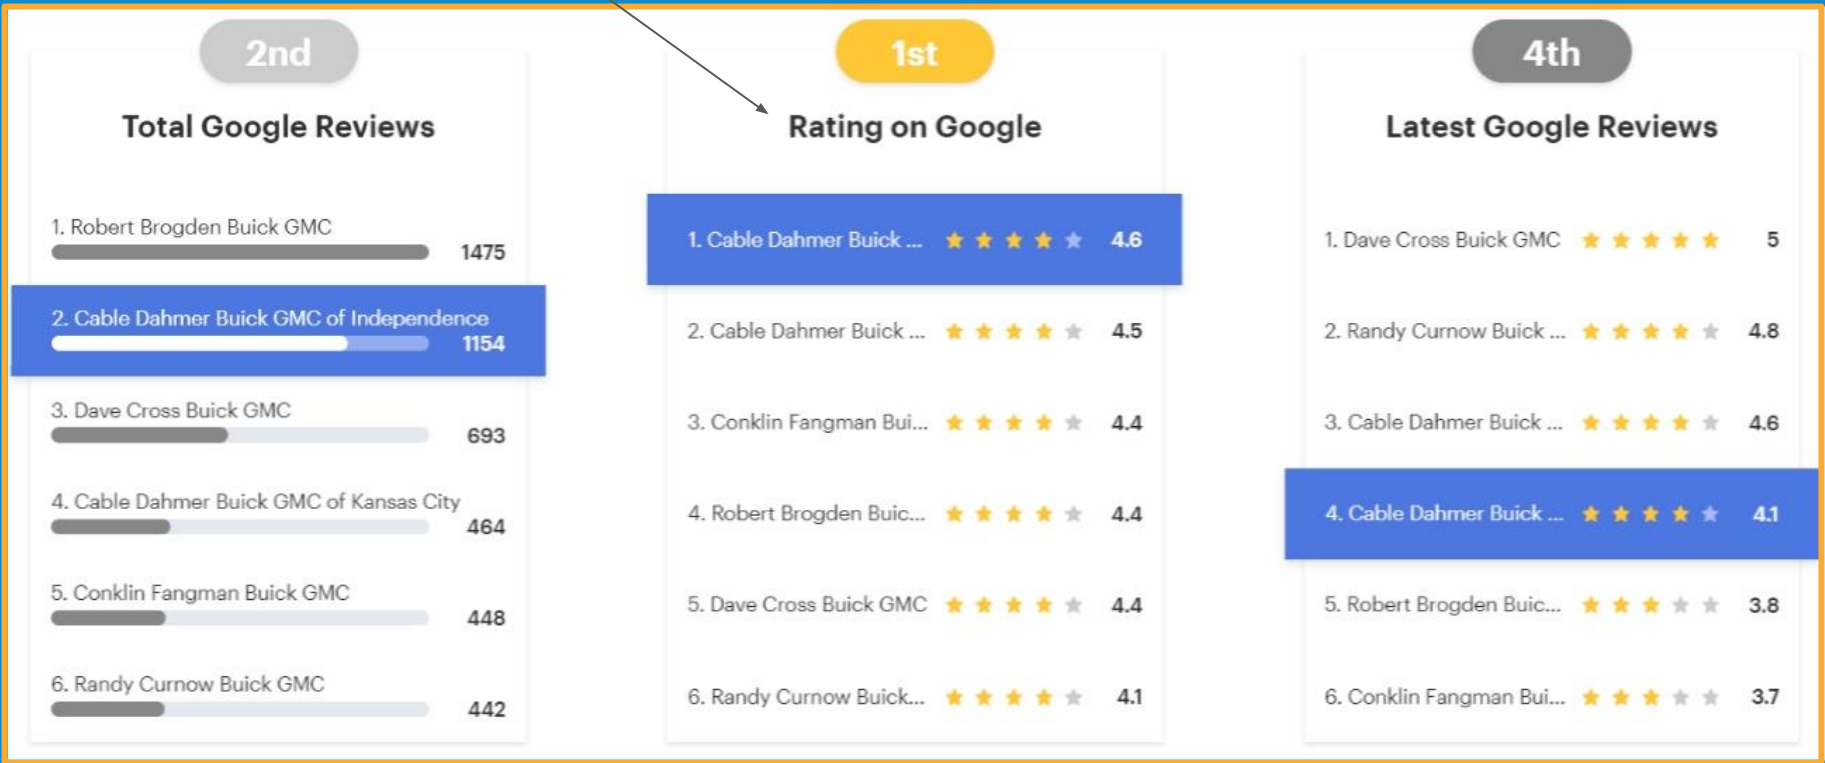 2nd
Total Google Reviews
1. Robert Brogden Buick GMC
1475
2. Cable Dahmer Buick GMC of Independence
1154
3. Dave Cross Buick GMC
693
4. Cable Dahmer Buick GMC of Kansas City
464
5. Conklin Fangman Buick GMC
448
6. Randy Curnow Buick GMC
442
1st
Rating on Google
1. Cable Dahmer Buick ... 4.6
2. Cable Dahmer Buick ... 4.5
3. Conklin Fangman Bui... 4.4
4. Robert Brogden Buic... 4.4
5. Dave Cross Buick GMC 4.4
6. Randy Curnow Buick... 4.1
4th
Latest Google Reviews
1. Dave Cross Buick GMC 5
2. Randy Curnow Buick ... 4.8
3. Cable Dahmer Buick ... 4.6
4. Cable Dahmer Buick ... 4.1
5. Robert Brogden Buic... 3.8
6. Conklin Fangman Bui... 3.7